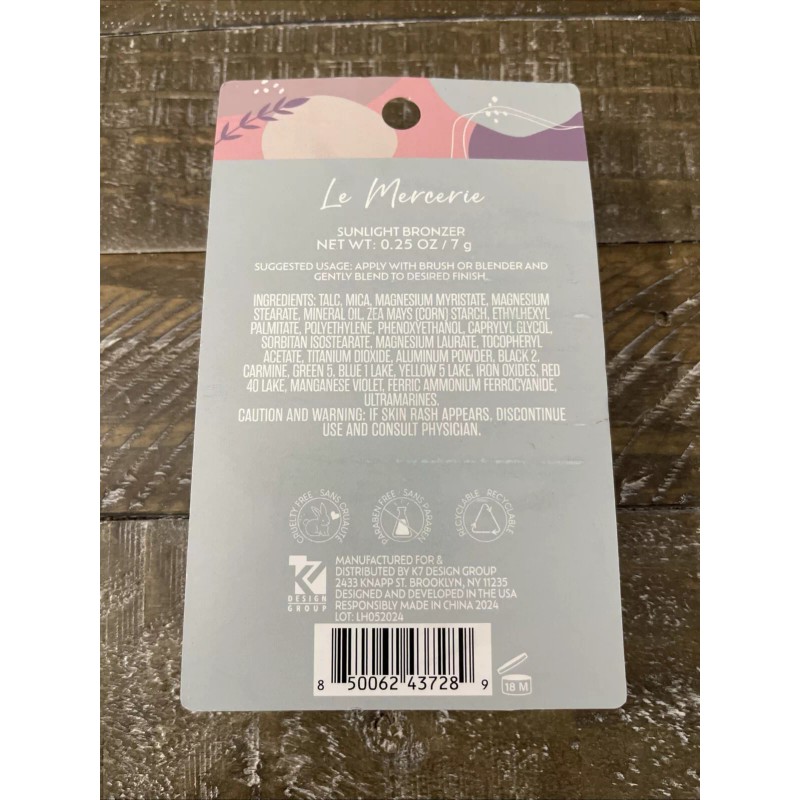 Le Mercerie
SUNLIGHT BRONZER
NET WT: 0.25 OZ / 7 g
SUGGESTED USAGE: APPLY WITH BRUSH OR BLENDER AND
GENTLY BLEND TO DESIRED FINISH.
INGREDIENTS: TALC, MICA, MAGNESIUM MYRISTATE, MAGNESIUM
STEARATE, MINERAL OIL, ZEA MAYS (CORN) STARCH, ETHYLHEXYL
PALMITATE, POLYETHYLENE, PHENOXYETHANOL, CAPRYLYL GLYCOL,
SORBITAN ISOSTEARATE, MAGNESIUM LAURATE, TOCOPHERYL
ACETATE, TITANIUM DIOXIDE, ALUMINUM POWDER, BLACK 2,
CARMINE, GREEN 5, BLUE 1 LAKE, YELLOW 5 LAKE, IRON OXIDES, RED
40 LAKE, MANGANESE VIOLET, FERRIC AMMONIUM FERROCYANIDE,
ULTRAMARINES.
CAUTION AND WARNING: IF SKIN RASH APPEARS, DISCONTINUE
USE AND CONSULT PHYSICIAN.
CRUELTY FREE SANS CRUAUTÉ
PARABEN FREE SANS PARABEN
RECYCLABLE RECYCLABLE
K7
DESIGN
GROUP
MANUFACTURED FOR &
DISTRIBUTED BY K7 DESIGN GROUP
2433 KNAPP ST. BROOKLYN, NY 11235
DESIGNED AND DEVELOPED IN THE USA
RESPONSIBLY MADE IN CHINA 2024
LOT: LH052024
8 50062 43728 9
18 M